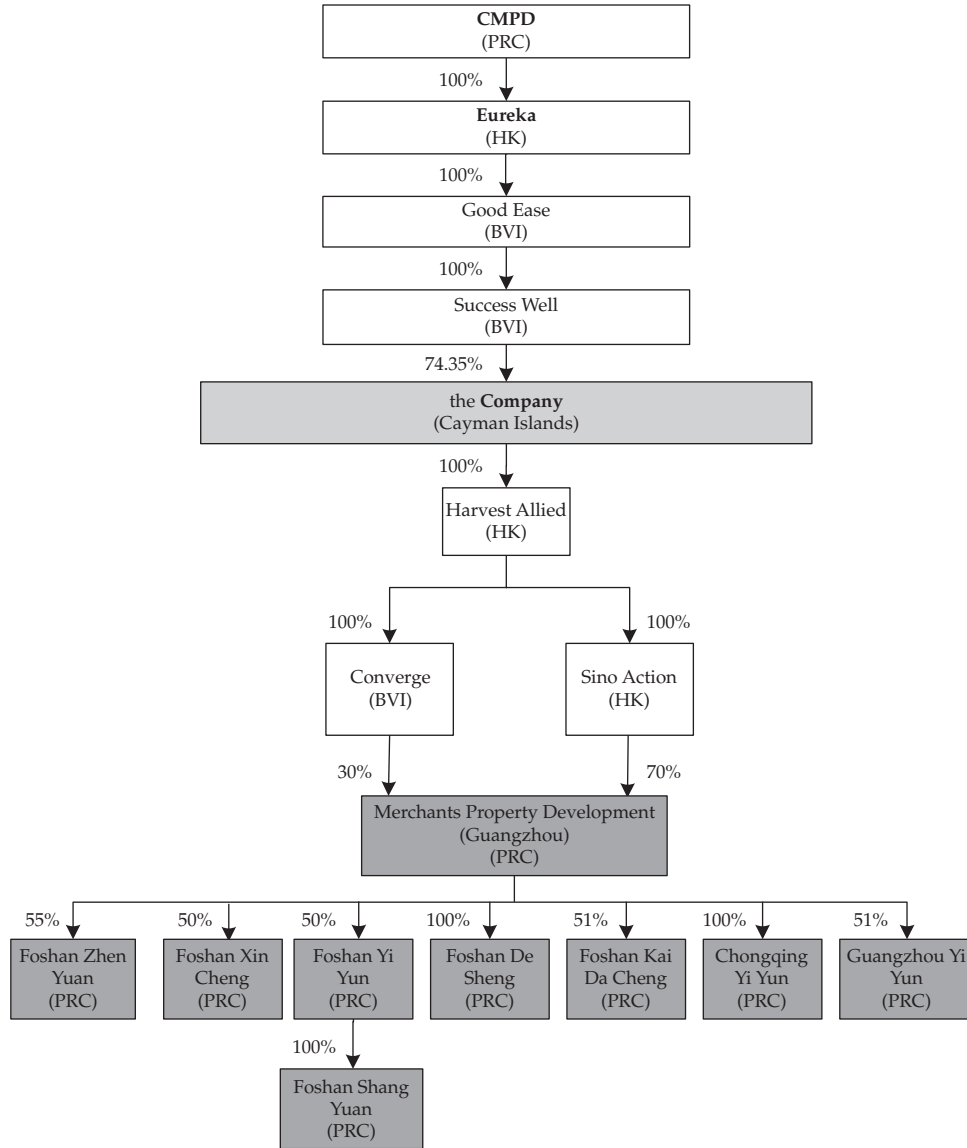 CMPD
(PRC)
100%
Eureka
(HK)
100%
Good Ease
(BVI)
100%
Success Well
(BVI)
74.35%
the Company
(Cayman Islands)
100%
Harvest Allied
(HK)
100%
100%
Converge
(BVI)
Sino Action
(HK)
30%
70%
Merchants Property Development
(Guangzhou)
(PRC)
55%
50%
50%
100%
51%
100%
51%
Foshan Zhen
Yuan
(PRC)
Foshan Xin
Cheng
(PRC)
Foshan Yi
Yun
(PRC)
Foshan De
Sheng
(PRC)
Foshan Kai
Da Cheng
(PRC)
Chongqing
Yi Yun
(PRC)
Guangzhou Yi
Yun
(PRC)
100%
Foshan Shang
Yuan
(PRC)